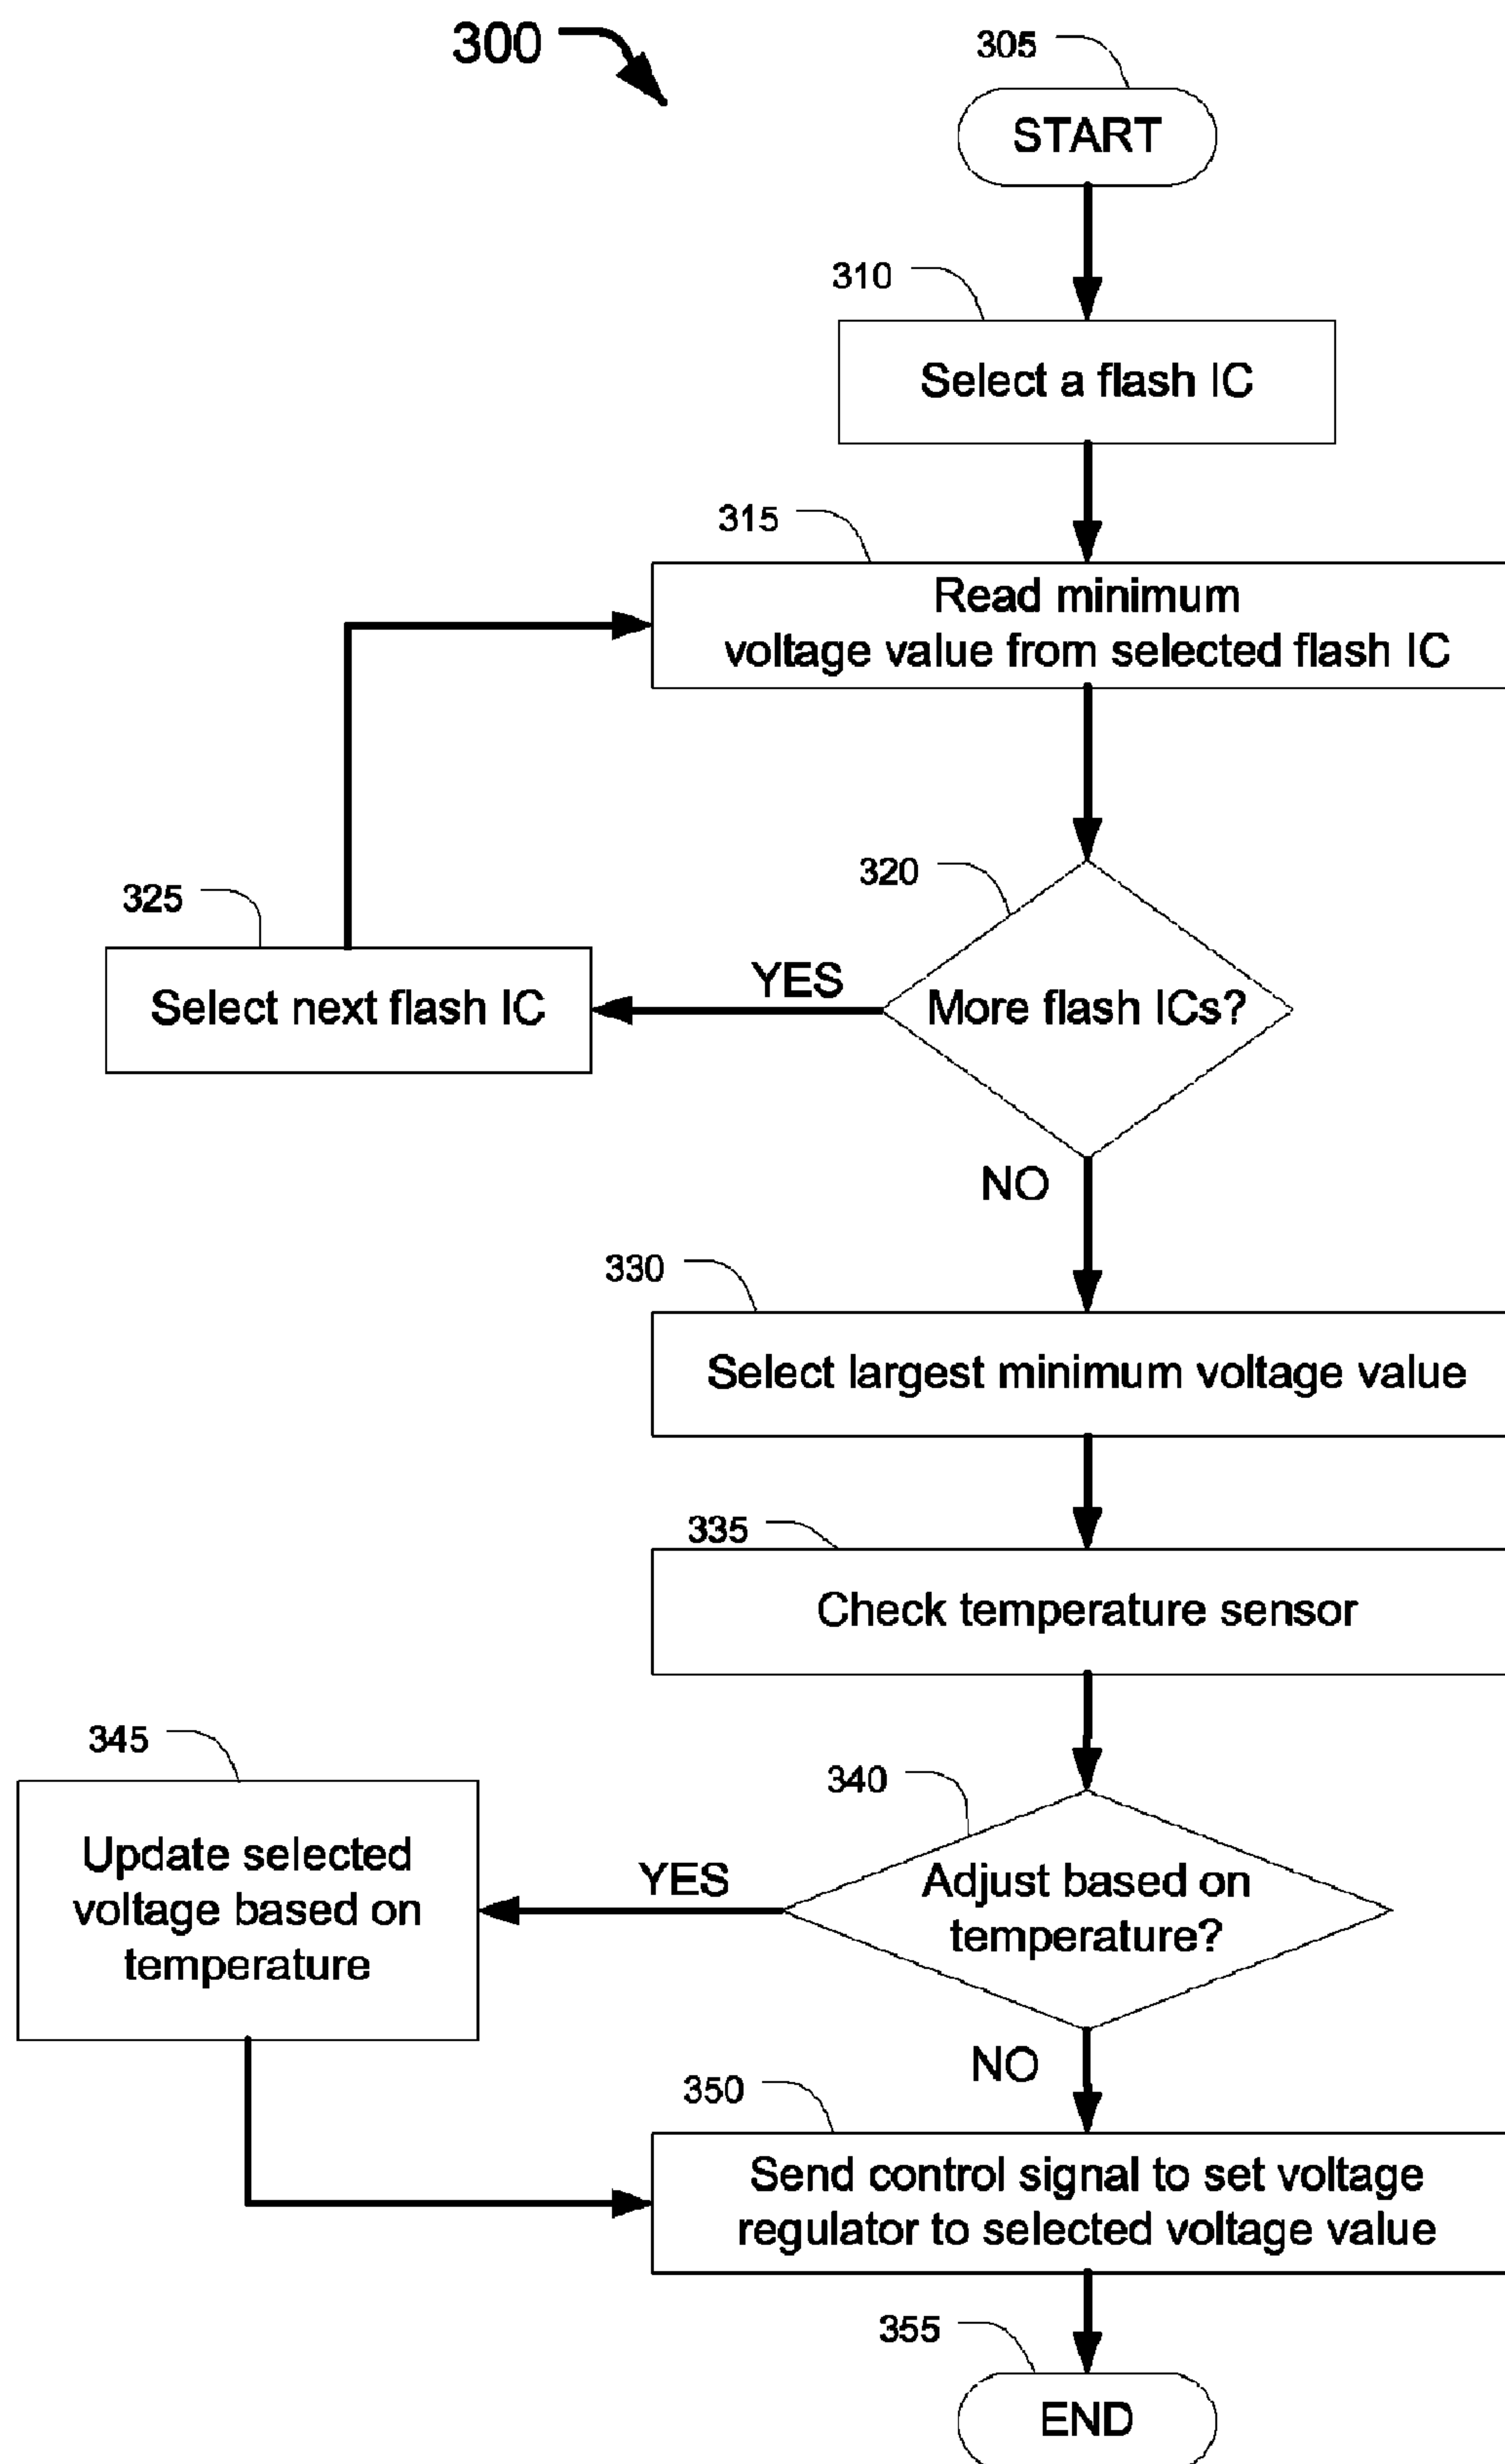 300
305
START
310
Select a flash IC
315
Read minimum
voltage value from selected flash IC
320
325
YES
Select next flash IC
More flash ICs?
NO
330
Select largest minimum voltage value
335
Check temperature sensor
345
340
Update selected
voltage based on
temperature
YES
Adjust based on
temperature?
NO
350
Send control signal to set voltage
regulator to selected voltage value
355
END